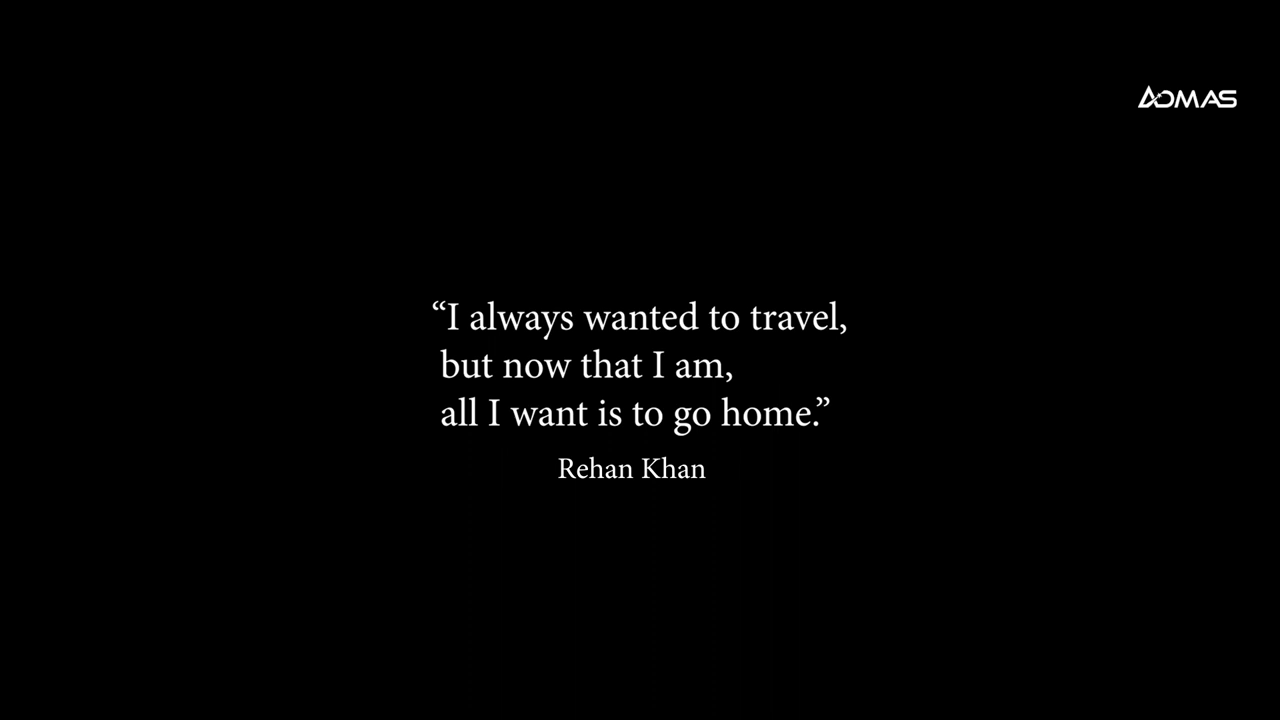 AOMAS
“I always wanted to travel,
but now that I am,
all I want is to go home.”
Rehan Khan